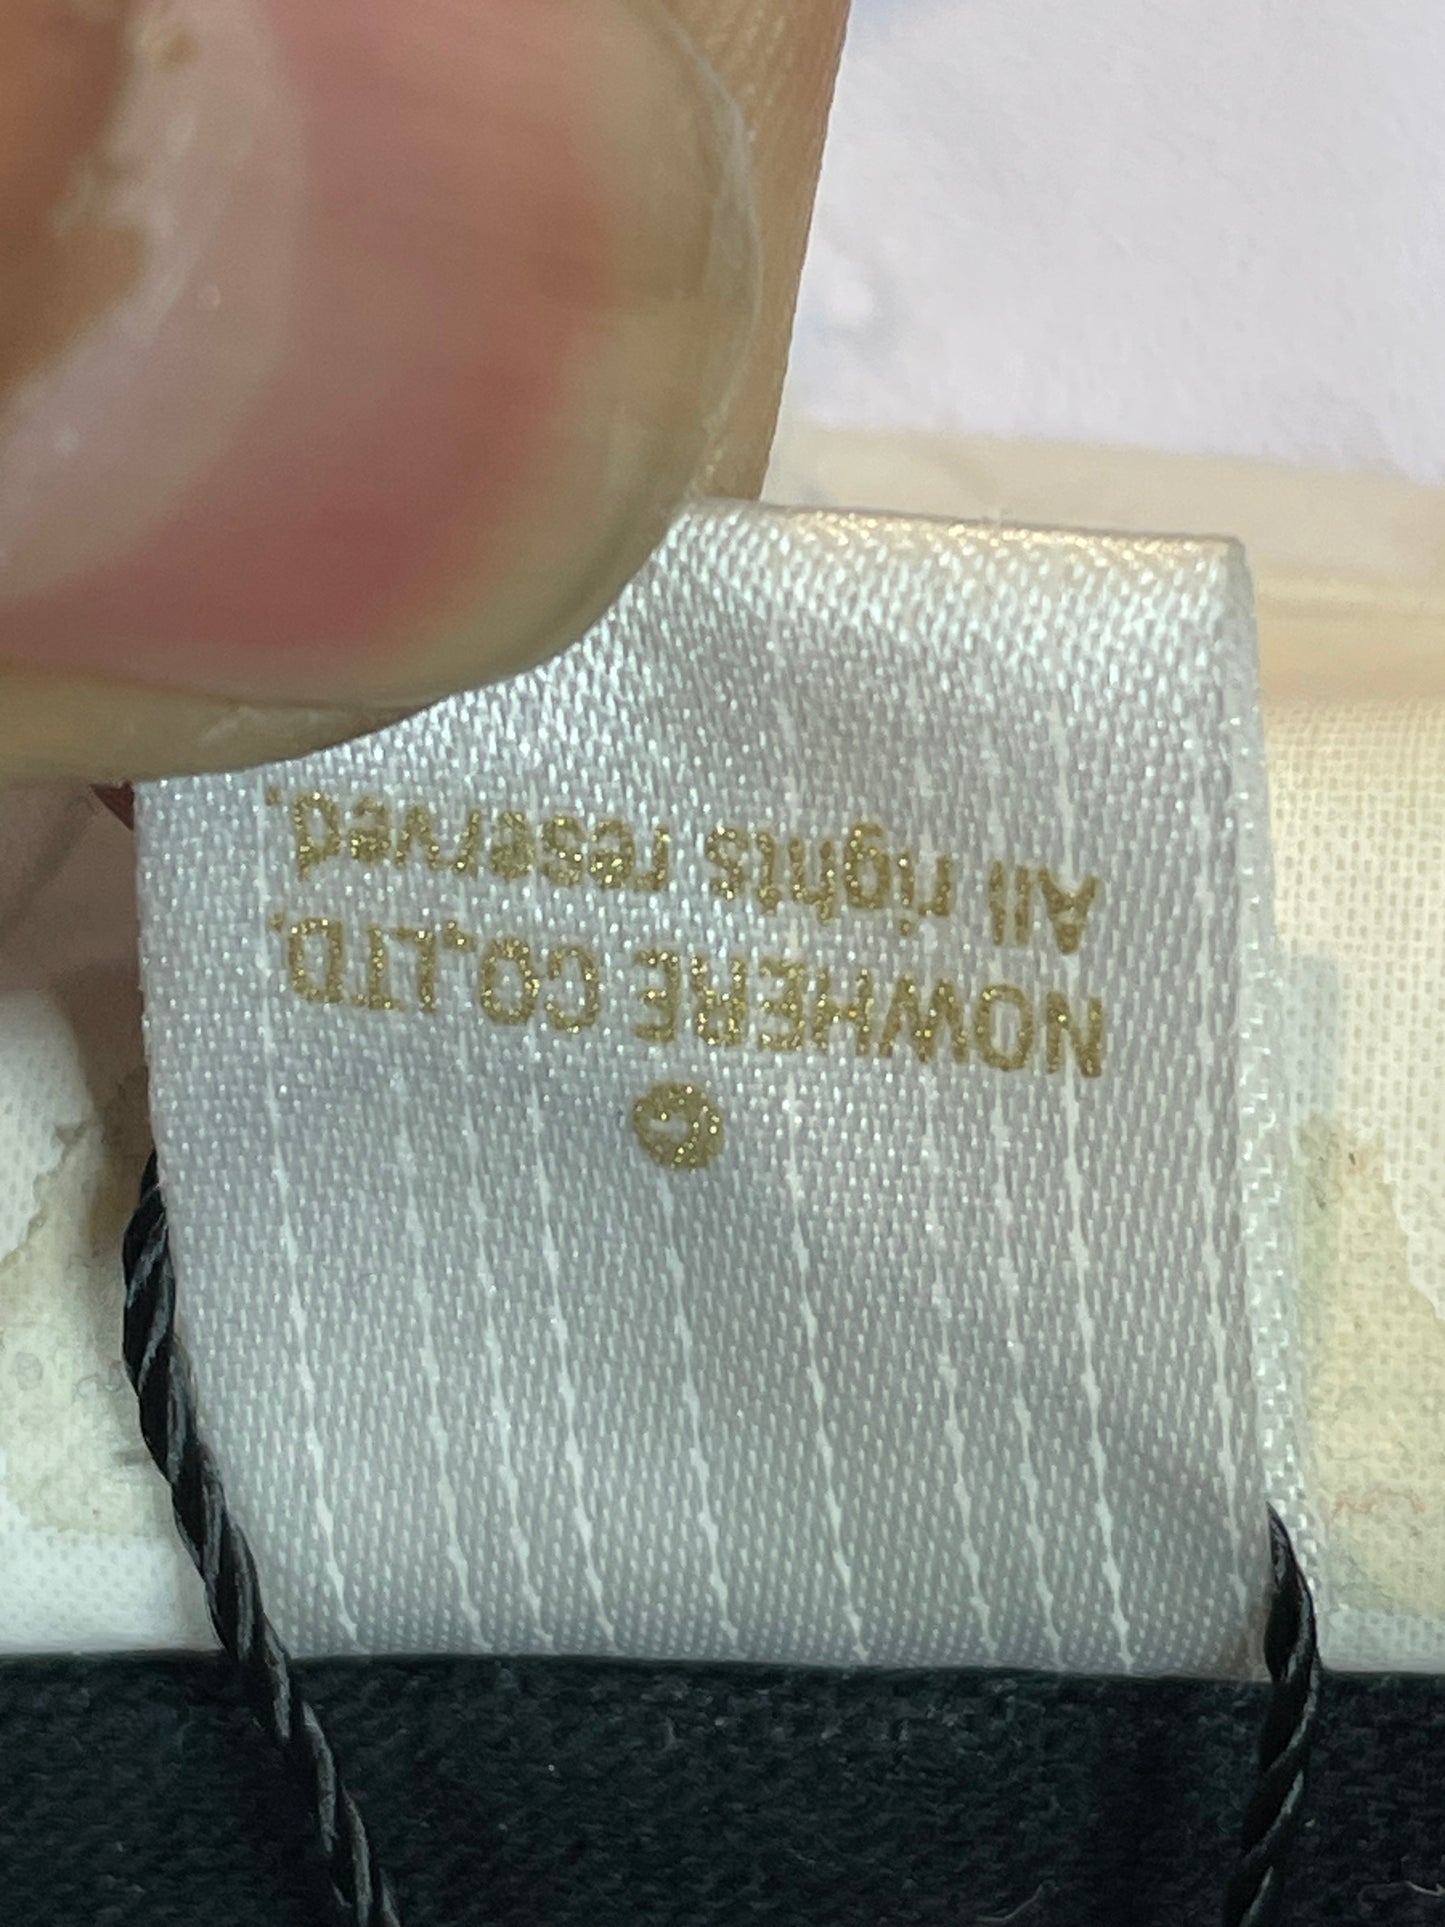 ©
NOWHERE CO.,LTD.
All rights reserved.